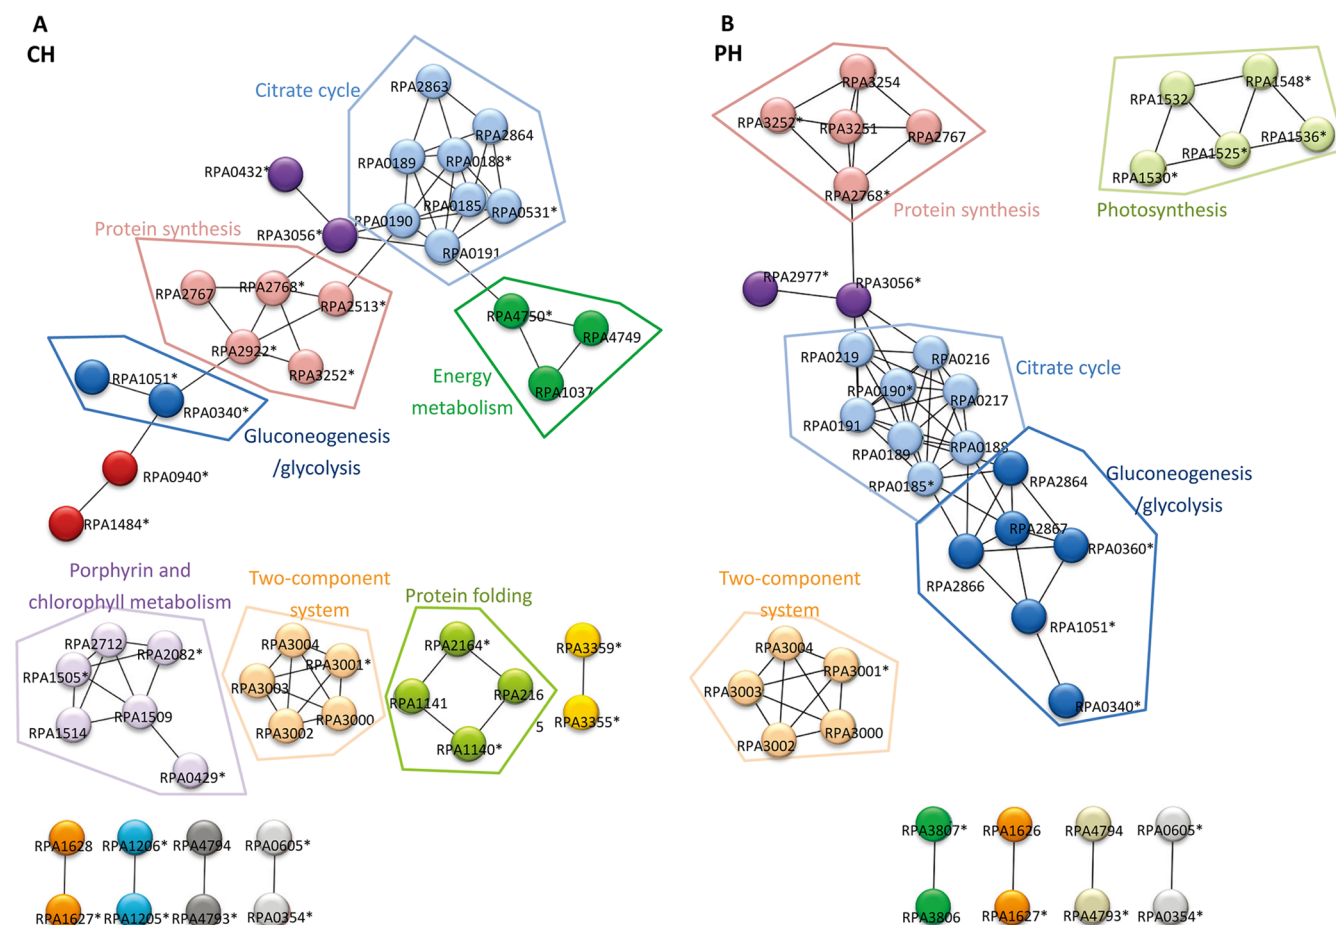 A
CH
Citrate cycle
RPA2863
RPA2864
RPA0189
RPA0188*
RPA0432*
RPA0185
RPA0531*
RPA0190
RPA3056*
RPA0191
Protein synthesis
RPA2767
RPA2768*
RPA2513*
RPA2922*
RPA3252*
RPA4750*
RPA4749
RPA1037
Energy
metabolism
RPA1051*
RPA0340*
Gluconeogenesis
/glycolysis
RPA0940*
RPA1484*
Porphyrin and
chlorophyll metabolism
RPA2712
RPA2082*
RPA1505*
RPA1509
RPA1514
RPA0429*
Two-component
system
RPA3004
RPA3001*
RPA3003
RPA3000
RPA3002
Protein folding
RPA2164*
RPA216
5
RPA1141
RPA1140*
RPA3359*
RPA3355*
RPA1628
RPA1206*
RPA4794
RPA0605*
RPA1627*
RPA1205*
RPA4793*
RPA0354*
B
PH
RPA3254
RPA3252*
RPA3251
RPA2767
RPA2768*
Protein synthesis
RPA1548*
RPA1532
RPA1536*
RPA1525*
RPA1530*
Photosynthesis
RPA2977*
RPA3056*
RPA0219
RPA0216
Citrate cycle
RPA0190*
RPA0217
RPA0191
RPA0189
RPA0188
RPA0185*
Gluconeogenesis
/glycolysis
RPA2864
RPA2867
RPA0360*
RPA2866
RPA1051*
RPA0340*
Two-component
system
RPA3004
RPA3001*
RPA3003
RPA3000
RPA3002
RPA3807*
RPA1626
RPA4794
RPA0605*
RPA3806
RPA1627*
RPA4793*
RPA0354*